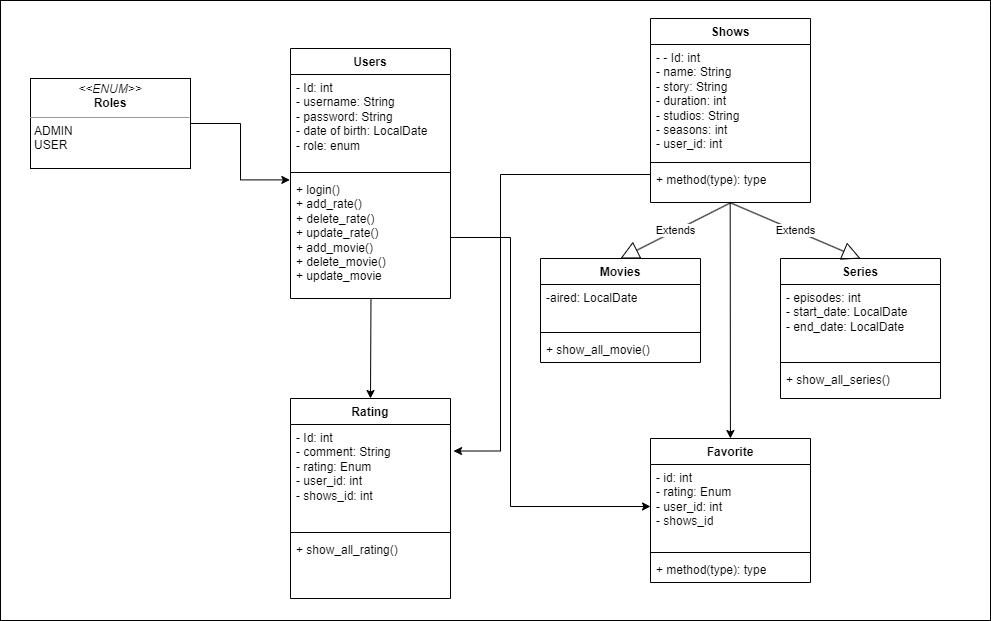 <<ENUM>>
Roles
ADMIN
USER
Users
- Id: int
- username: String
- password: String
- date of birth: LocalDate
- role: enum
+ login()
+ add_rate()
+ delete_rate()
+ update_rate()
+ add_movie()
+ delete_movie()
+ update_movie
Shows
- - Id: int
- name: String
- story: String
- duration: int
- studios: String
- seasons: int
- user_id: int
+ method(type): type
Extends
Extends
Movies
-aired: LocalDate
+ show_all_movie()
Series
- episodes: int
- start_date: LocalDate
- end_date: LocalDate
+ show_all_series()
Rating
- Id: int
- comment: String
- rating: Enum
- user_id: int
- shows_id: int
+ show_all_rating()
Favorite
- id: int
- rating: Enum
- user_id: int
- shows_id
+ method(type): type